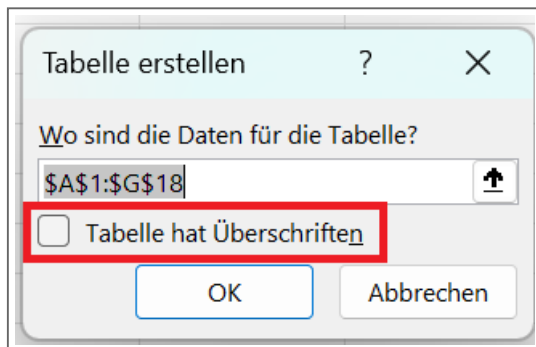 Tabelle erstellen ?
Wo sind die Daten für die Tabelle?
$A$1:$G$18
Tabelle hat Überschriften
OK Abbrechen